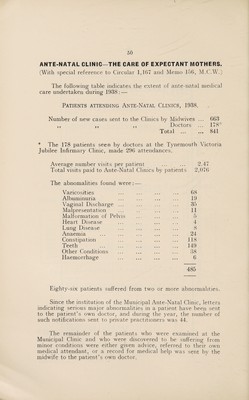 50
ANTE-NATAL CLINIC—THE CARE OF EXPECTANT MOTHERS.
(With special reference to Circular 1,167 and Memo 156, M.C.W.)
The following table indicates the extent of ante-natal medical
care undertaken during 1938:—
PATIENTS ATTENDING ANTE-NATAL CLINICS, 1938.
Number of new cases sent to the Clinics by Midwives ... 663
,, ,, ,, Doctors ... 178*
Total ... ... 841
* The 178 patients seen by doctors at the Tynemouth Victoria
Jubilee Infirmary Clinic, made 296 attendances.
Average number visits per patient ... ... 2.47
Total visits paid to Ante-Natal Clinics by patients 2,016
The abnormalities found were:—
Varicosities ... ... ... 68
Albuminuria ... ... ... 19
Vaginal Discharge ... ... ... 35
Malpresentation ... ... ... 11
Malformation of Pelvis ... ... ...
Heart Disease ... ... ... 4
Lung Disease ... ... ...
Anaemia ... ... ... 24
Constipation ... ... ... 118
Teeth ... ... ... 149
Other Conditions ... ... ... 38
Haemorrhage ... ... ... 6
485
Eighty-six patients suffered from two or more abnormalities.
Since the institution of the Municipal Ante-Natal Clinic, letters
indicating serious major abnormalities in a patient have been sent
to the patient's own doctor, and during the year, the number of
such notifications sent to private practitioners was 44.
The remainder of the patients who were examined at the
Municipal Clinic and who were discovered to be suffering from
minor conditions were either given advice, referred to their own
medical attendant, or a record for medical help was sent by the
midwife to the patient's own doctor.